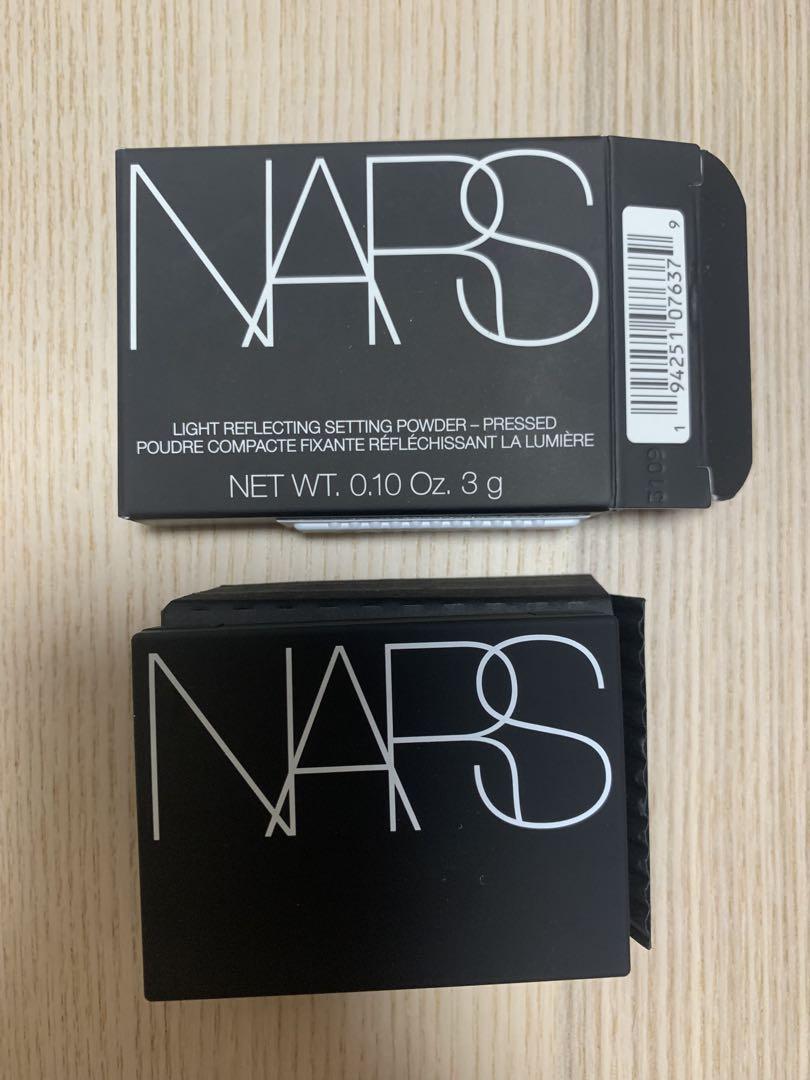 NARS
LIGHT REFLECTING SETTING POWDER – PRESSED
POUDRE COMPACTE FIXANTE RÉFLÉCHISSANT LA LUMIÈRE
NET WT. 0.10 Oz. 3 g
1 94251 07637 9
5109
NARS